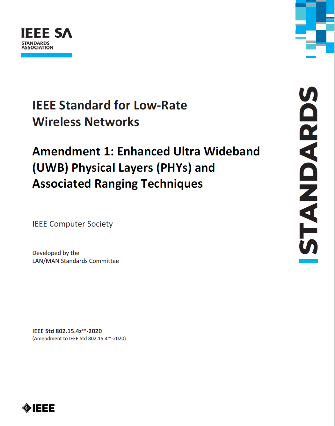 IEEE SA
STANDARDS
ASSOCIATION
STANDARDS
IEEE Standard for Low-Rate
Wireless Networks
Amendment 1: Enhanced Ultra Wideband
(UWB) Physical Layers (PHYs) and
Associated Ranging Techniques
IEEE Computer Society
Developed by the
LAN/MAN Standards Committee
IEEE Std 802.15.4z™-2020
(Amendment to IEEE Std 802.15.4™-2020)
IEEE